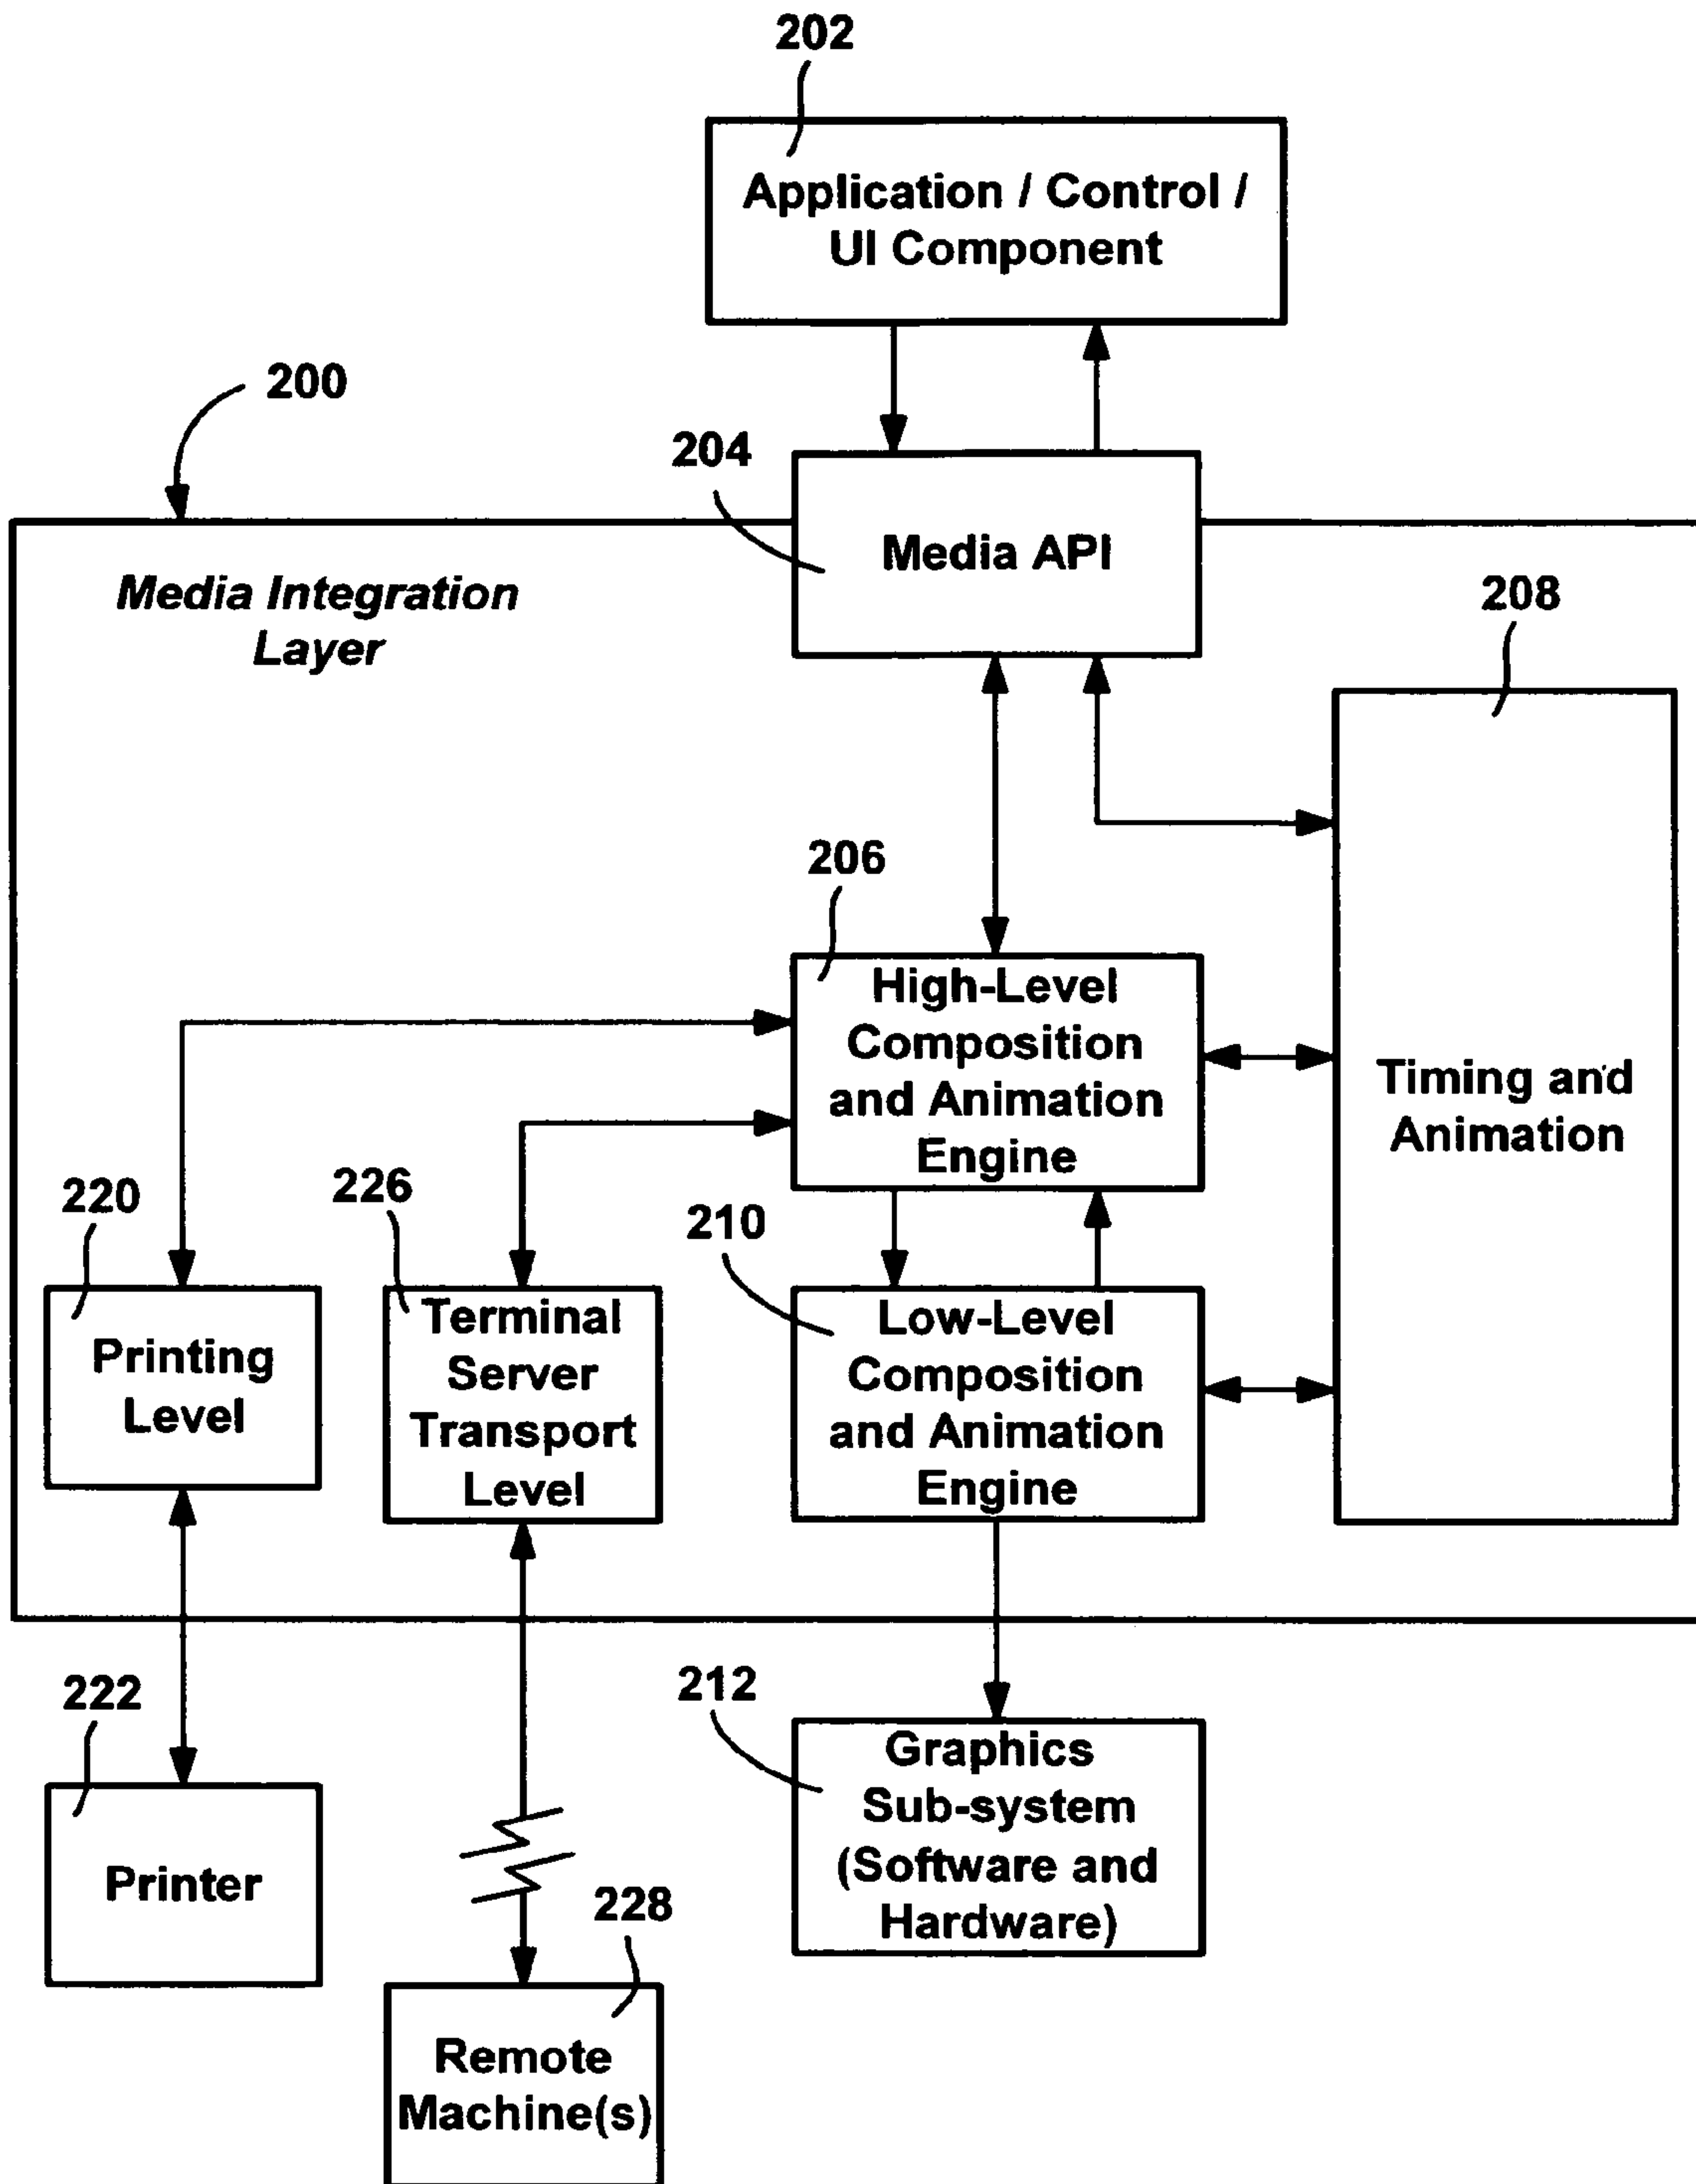 202
Application / Control /
UI Component
200
204
Media API
Media Integration
Layer
208
Timing and
Animation
206
High-Level
Composition
and Animation
Engine
220
Printing
Level
226
Terminal
Server
Transport
Level
210
Low-Level
Composition
and Animation
Engine
222
Printer
212
Graphics
Sub-system
(Software and
Hardware)
228
Remote
Machine(s)